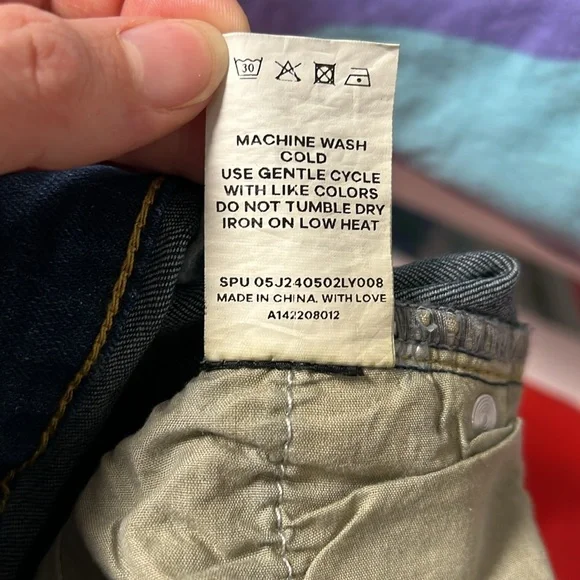 30
MACHINE WASH
COLD
USE GENTLE CYCLE
WITH LIKE COLORS
DO NOT TUMBLE DRY
IRON ON LOW HEAT
SPU 05J240502LY008
MADE IN CHINA, WITH LOVE
A142208012